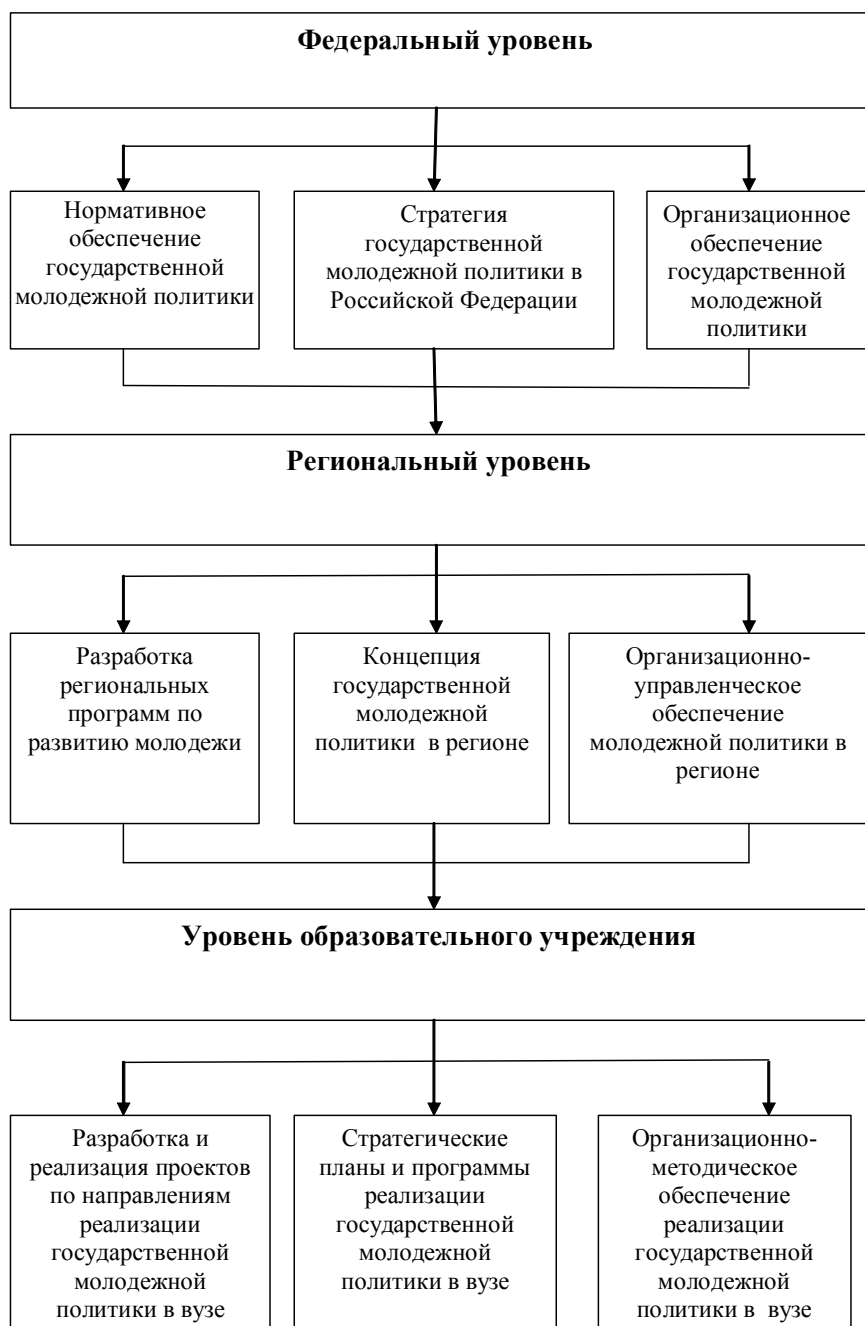 Федеральный уровень
Нормативное
обеспечение
государственной
молодежной политики
Стратегия
государственной
молодежной политики в
Российской Федерации
Организационное
обеспечение
государственной
молодежной
политики
Региональный уровень
Разработка
региональных
программ по
развитию молодежи
Концепция
государственной
молодежной
политики в регионе
Организационно-
управленческое
обеспечение
молодежной политики в
регионе
Уровень образовательного учреждения
Разработка и
реализация проектов
по направлениям
реализации
государственной
молодежной
политики в вузе
Стратегические
планы и программы
реализации
государственной
молодежной
политики в вузе
Организационно-
методическое
обеспечение
реализации
государственной
молодежной
политики в вузе